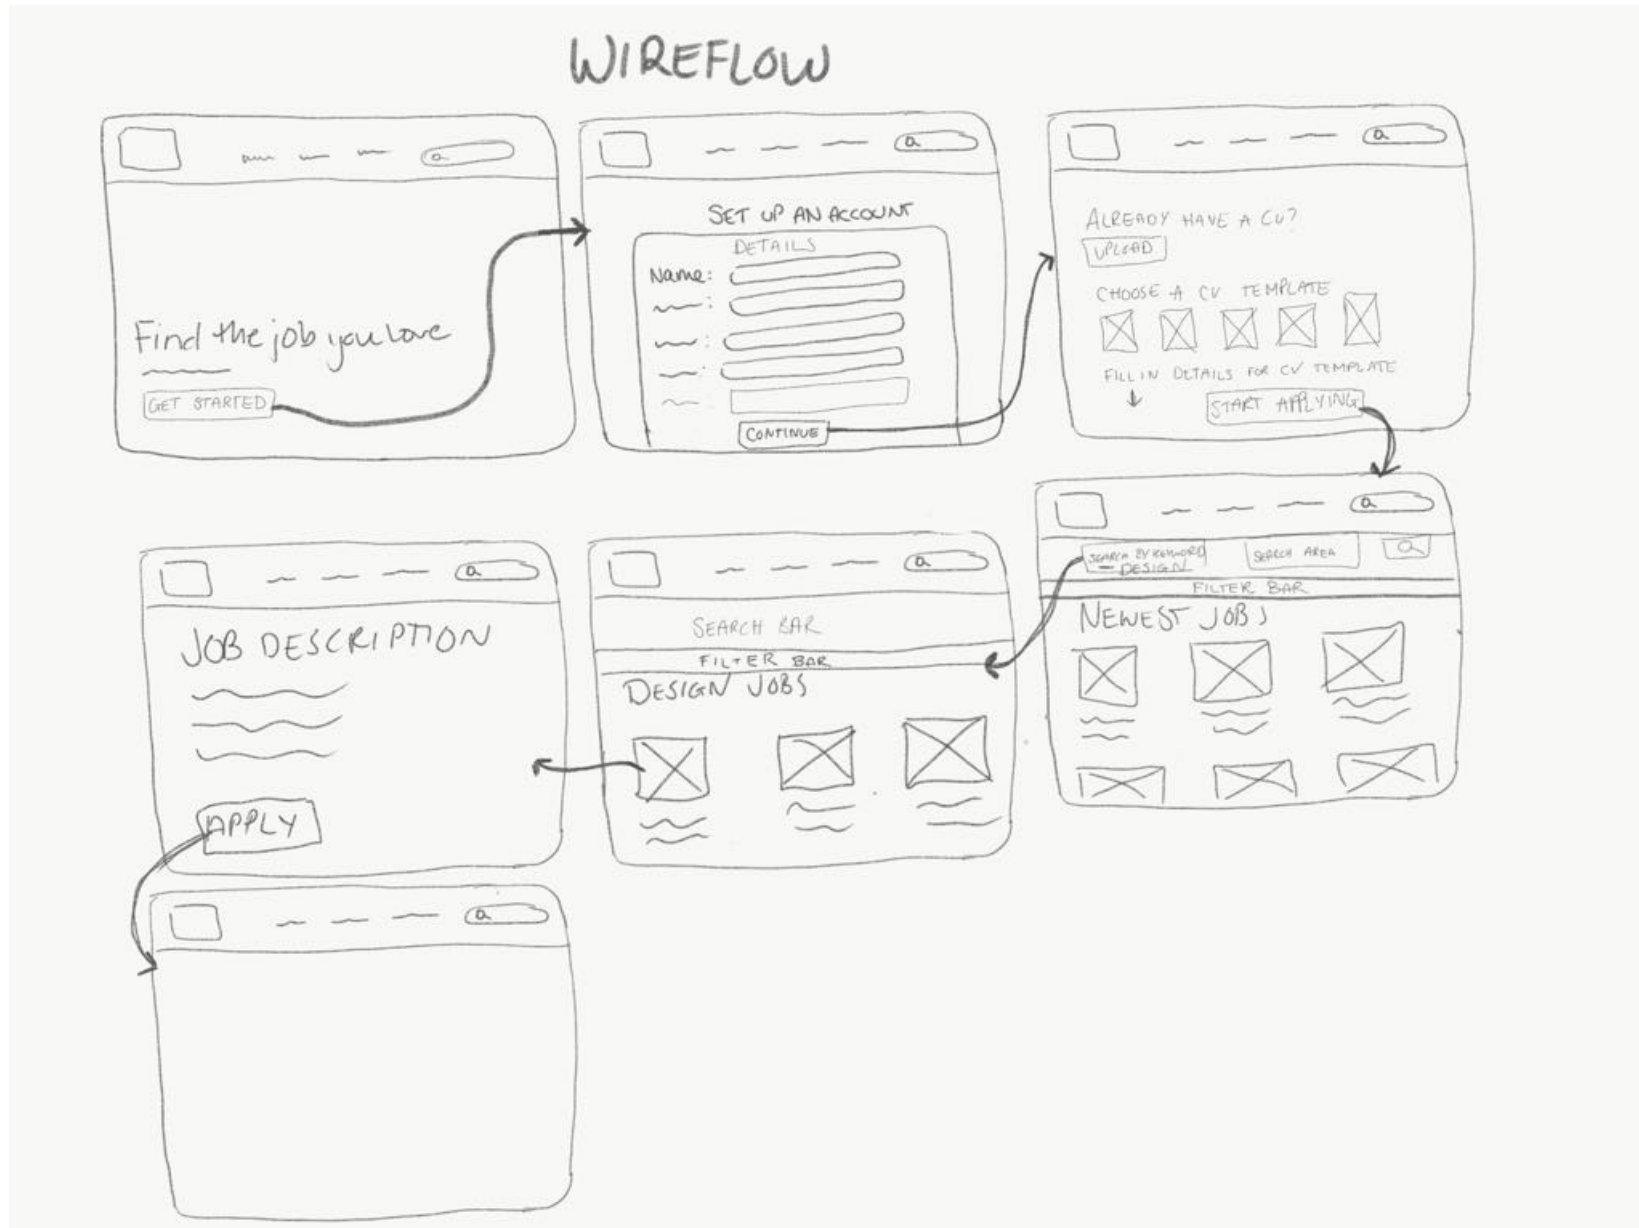 WIREFLOW
Find the job you love
GET STARTED
SET UP AN ACCOUNT
DETAILS
Name:
CONTINUE
ALREADY HAVE A CV?
UPLOAD
CHOOSE A CV TEMPLATE
FILL IN DETAILS FOR CV TEMPLATE
START APPLYING
SEARCH BY KEYWORD
DESIGN
SEARCH AREA
FILTER BAR
NEWEST JOBS
SEARCH BAR
FILTER BAR
DESIGN JOBS
JOB DESCRIPTION
APPLY